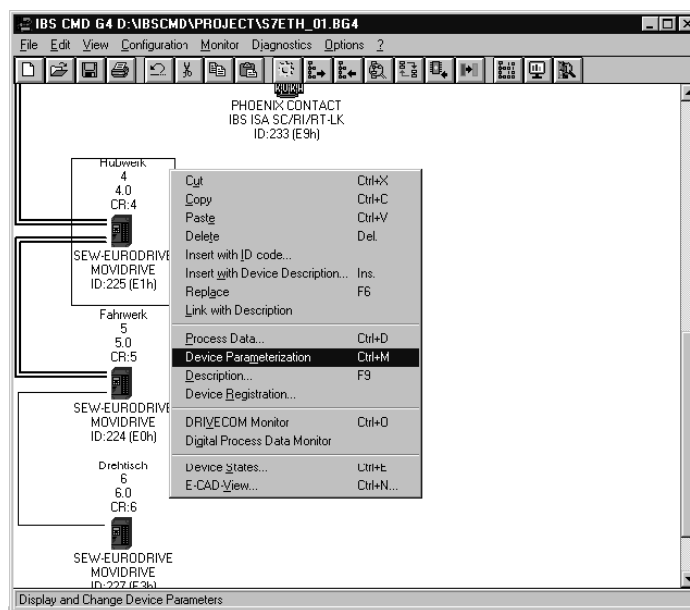 IBS CMD G4 D:\IBSCMD\PROJECT\S7ETH_01.BG4
File Edit View Configuration Monitor Diagnostics Options ?
PHOENIX CONTACT
IBS ISA SC/RI/RT-LK
ID:233 (E9h)
Hubwerk
4
4.0
CR:4
SEW-EURODRIVE
MOVIDRIVE
ID:225 (E1h)
Fahrwerk
5
5.0
CR:5
SEW-EURODRIVE
MOVIDRIVE
ID:224 (E0h)
Drehtisch
6
6.0
CR:6
SEW-EURODRIVE
MOVIDRIVE
ID:227 (E3h)
Cut Ctrl+X
Copy Ctrl+C
Paste Ctrl+V
Delete Del.
Insert with ID code...
Insert with Device Description... Ins.
Replace F6
Link with Description
Process Data... Ctrl+D
Device Parameterization Ctrl+M
Description... F9
Device Registration...
DRIVECOM Monitor Ctrl+O
Digital Process Data Monitor
Device States... Ctrl+E
E-CAD-View... Ctrl+N...
Display and Change Device Parameters